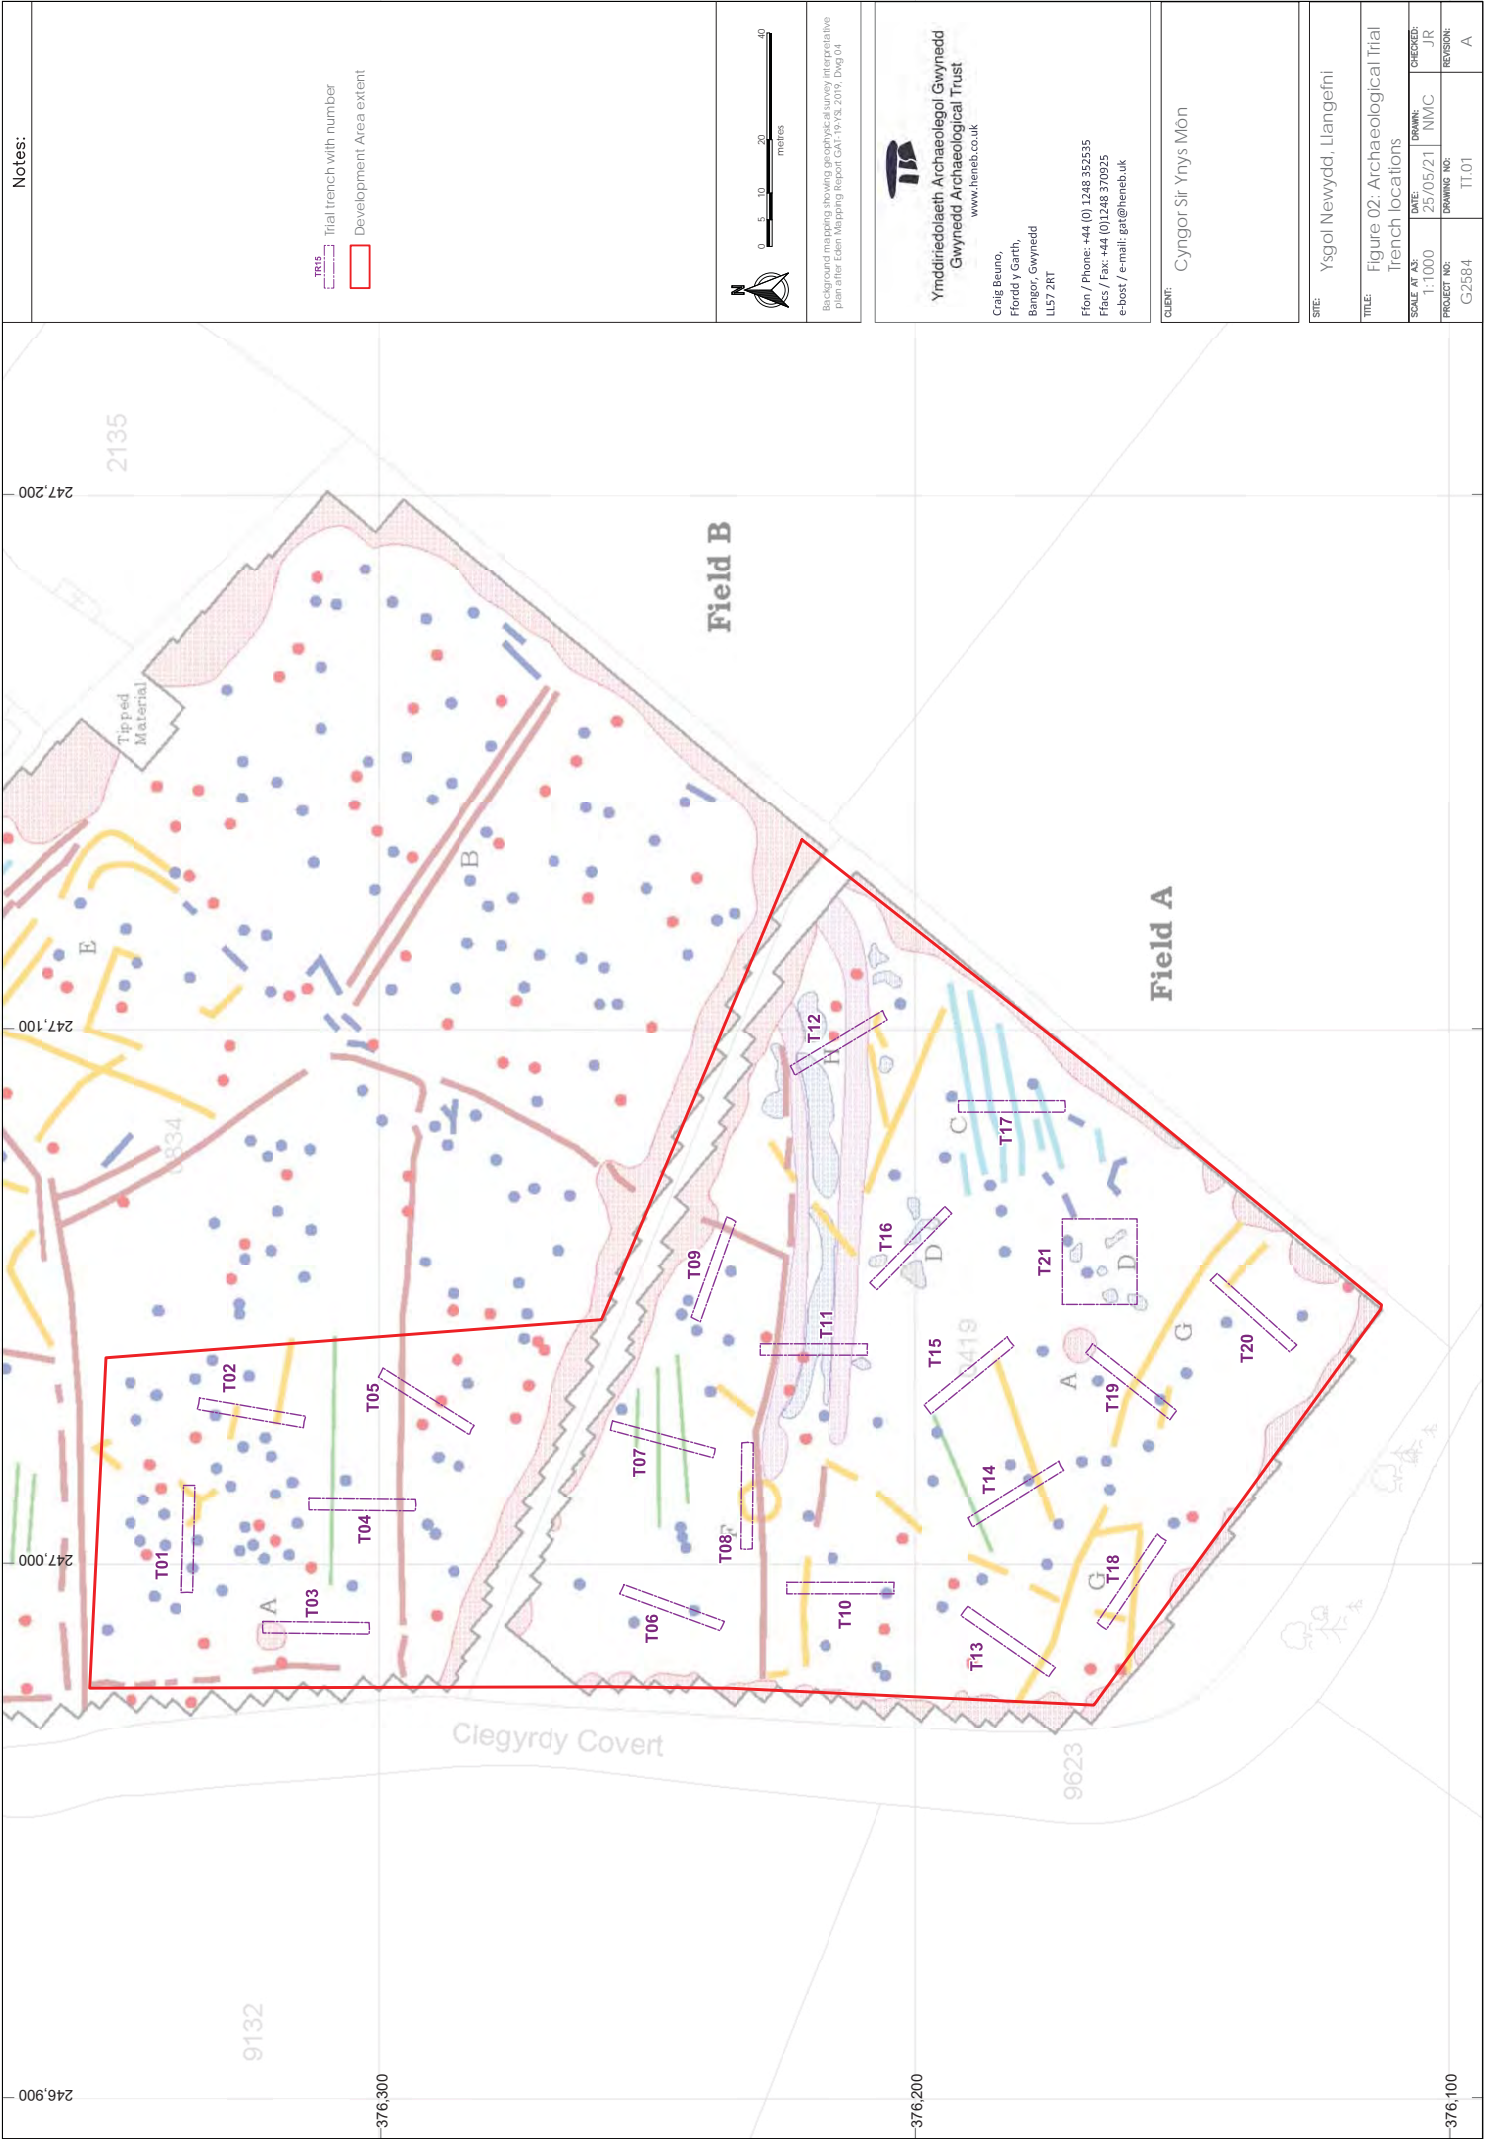 Notes:
TR15
Trial trench with number
Development Area extent
N
0 5 10 20 40
metres
Background mapping showing geophysical survey interpretative
plan after Eden Mapping Report GAT-19-YSL 2019, Dwg 04
Ymddiriedolaeth Archaeolegol Gwynedd
Gwynedd Archaeological Trust
www.heneb.co.uk
Craig Beuno,
Ffordd y Garth,
Bangor, Gwynedd
LL57 2RT
Ffon / Phone: +44 (0) 1248 352535
Ffacs / Fax: +44 (0)1248 370925
e-bost / e-mail: gat@heneb.uk
CLIENT:
Cyngor Sir Ynys Môn
SITE:
Ysgol Newydd, Llangefni
TITLE:
Figure 02: Archaeological Trial
Trench locations
SCALE AT A3:
1:1000
DATE:
25/05/21
DRAWN:
NMC
CHECKED:
JR
PROJECT NO:
G2584
DRAWING NO:
TT.01
REVISION:
A
247,200
247,100
247,000
246,900
376,300
376,200
376,100
2135
Tipped
Material
Field B
Field A
E
B
T01
T02
T03
A
T04
T05
T06
T07
T08
F
T09
T10
T11
T12
H
C
T17
T16
D
T15
0419
T14
T13
T21
D
A
G
T19
T20
G
T18
Clegyrdy Covert
9623
9132